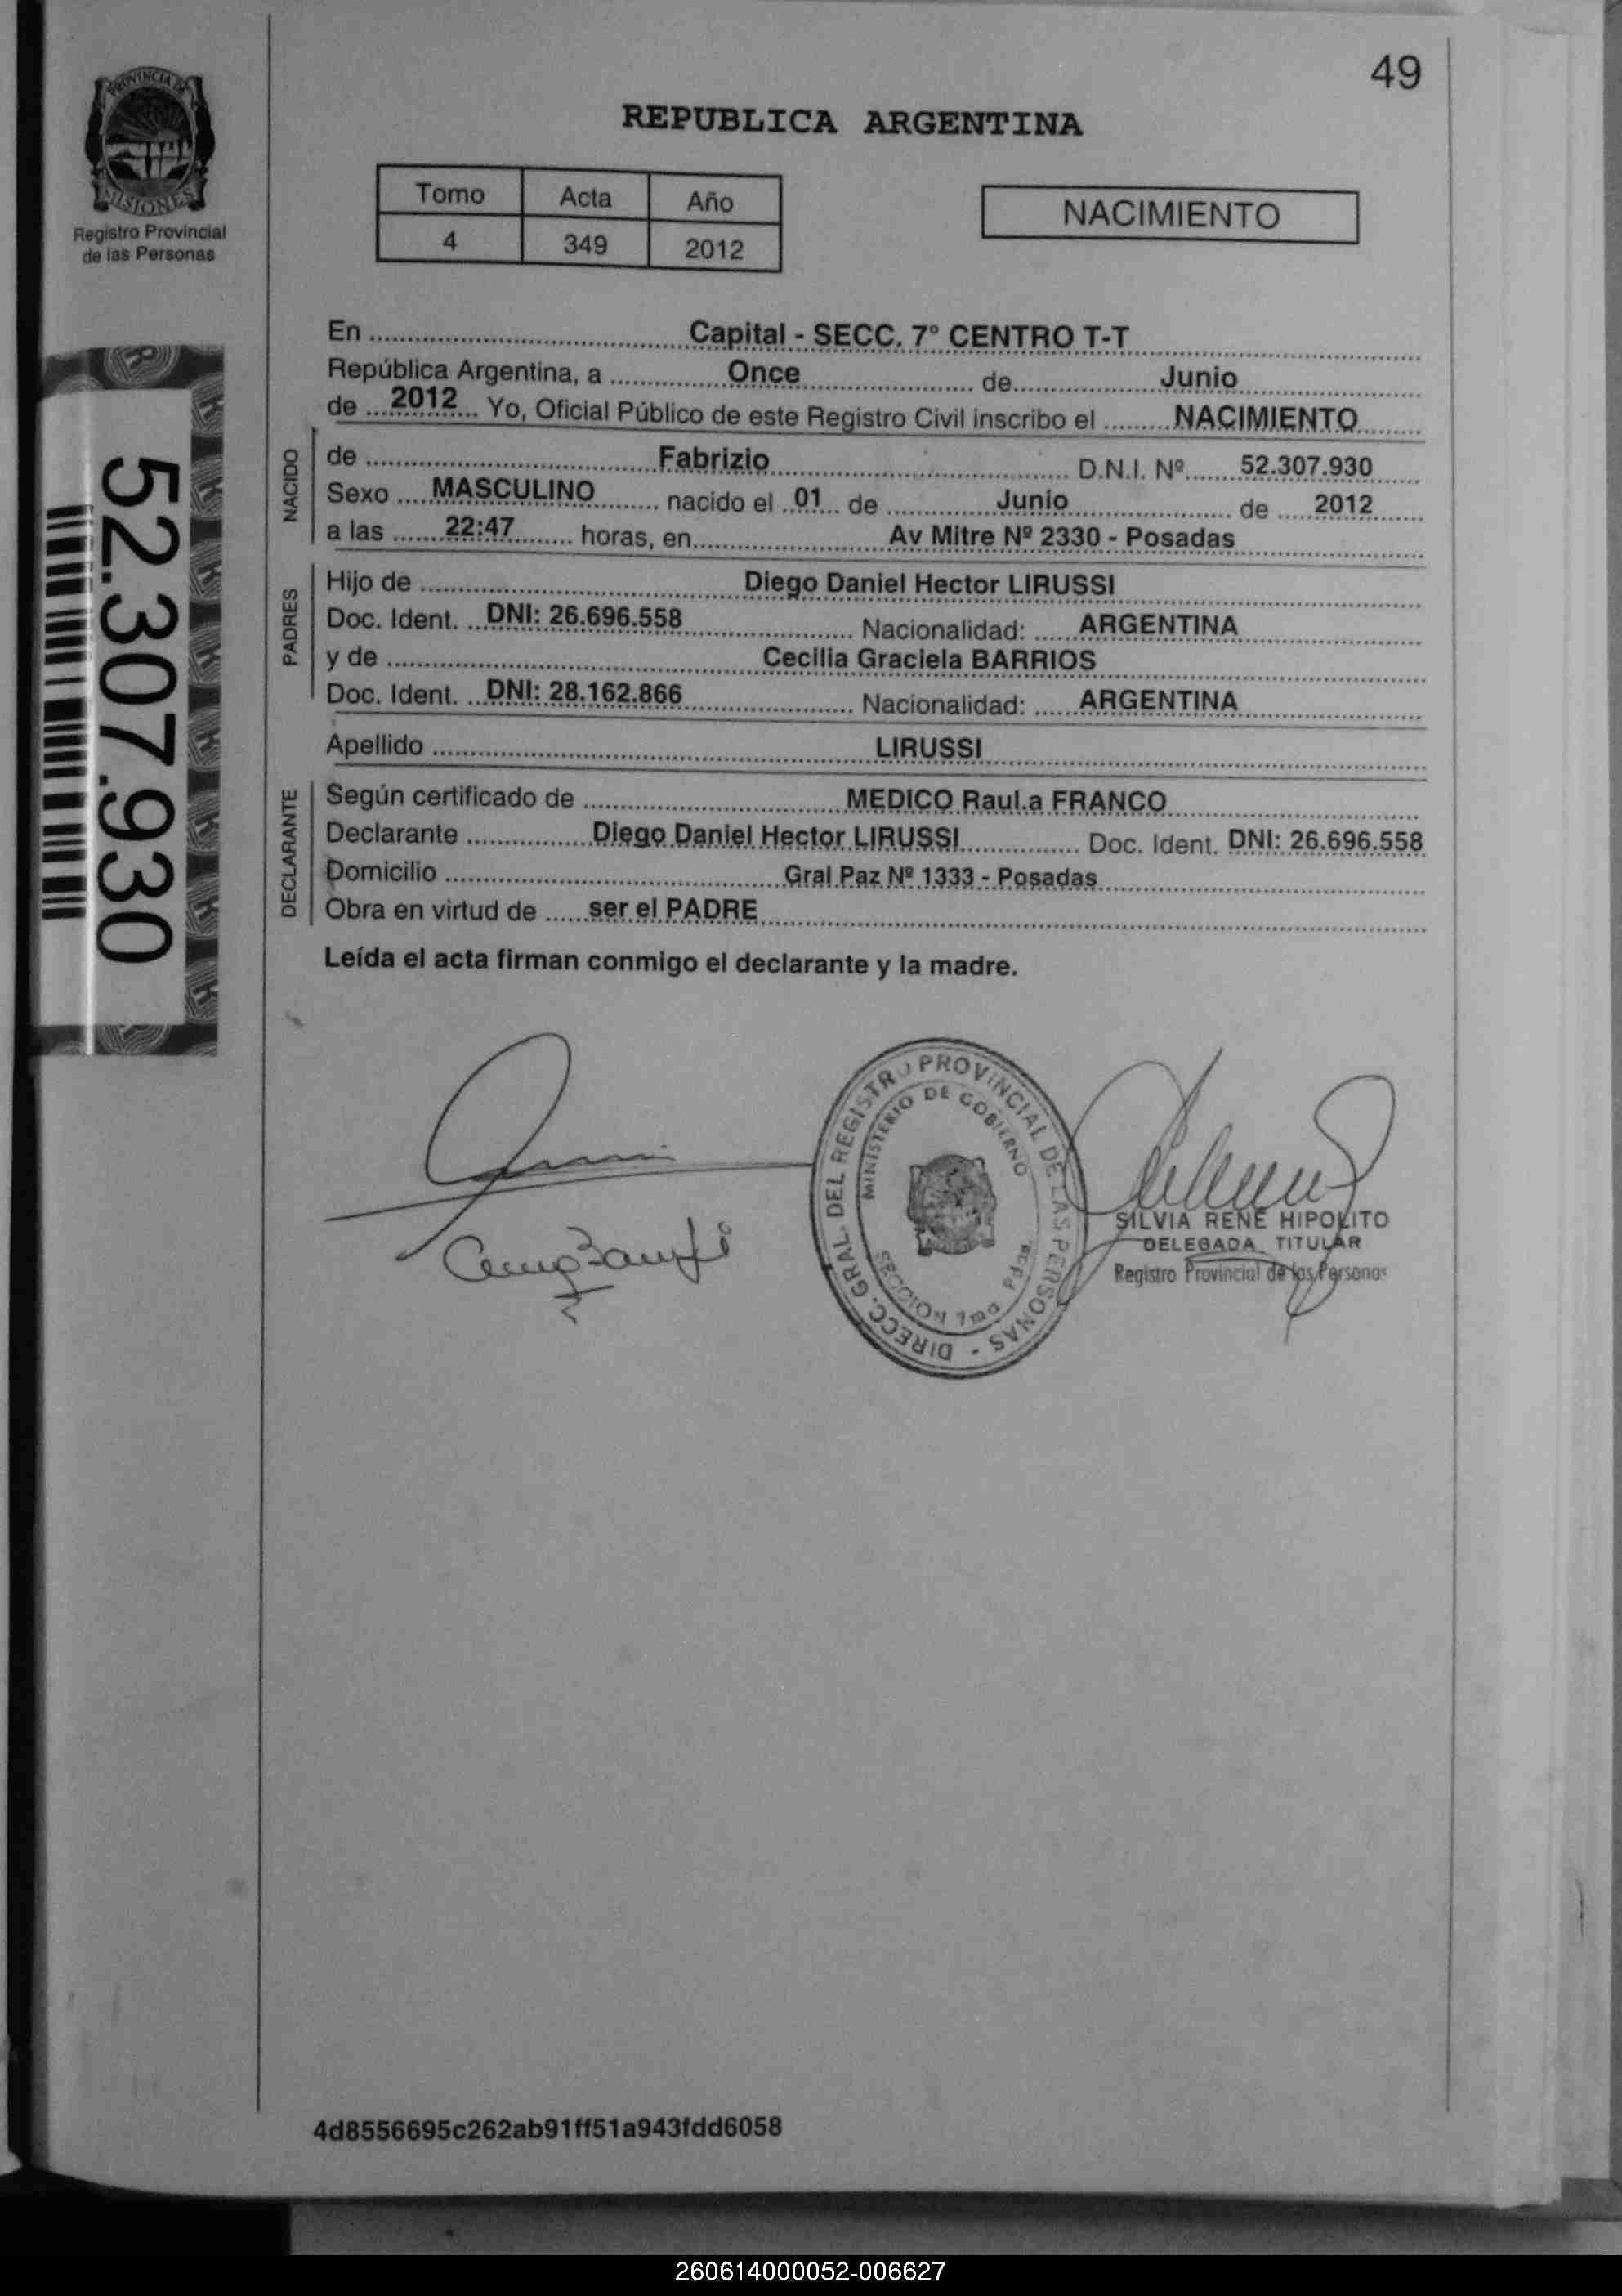 49
PROVINCIA DE
MISIONES
Registro Provincial
de las Personas
REPUBLICA ARGENTINA
Tomo Acta Año
4 349 2012
NACIMIENTO
En ........ Capital - SECC. 7º CENTRO T-T ........
República Argentina, a ........ Once ........ de ........ Junio ........
de .... 2012 .... Yo, Oficial Público de este Registro Civil inscribo el ........ NACIMIENTO ........
NACIDO
de ........ Fabrizio ........ D.N.I. Nº ........ 52.307.930 ........
Sexo ..... MASCULINO ........ nacido el .. 01 .. de ........ Junio ........ de ..... 2012 ......
a las ....... 22:47 ........ horas, en ........ Av Mitre Nº 2330 - Posadas ........
PADRES
Hijo de ........ Diego Daniel Hector LIRUSSI ........
Doc. Ident. ... DNI: 26.696.558 ........ Nacionalidad: ...... ARGENTINA ........
y de ........ Cecilia Graciela BARRIOS ........
Doc. Ident. ... DNI: 28.162.866 ........ Nacionalidad: ...... ARGENTINA ........
Apellido ........ LIRUSSI ........
DECLARANTE
Según certificado de ........ MEDICO Raul.a FRANCO ........
Declarante ........ Diego Daniel Hector LIRUSSI ........ Doc. Ident. DNI: 26.696.558
Domicilio ........ Gral Paz Nº 1333 - Posadas ........
Obra en virtud de ...... ser el PADRE ........
Leída el acta firman conmigo el declarante y la madre.
52.307.930
DIRECC. GRAL. DEL REGISTRO PROVINCIAL DE LAS PERSONAS -
MINISTERIO DE GOBIERNO
SECCION 7ma Pdas.
SILVIA RENE HIPOLITO
DELEGADA TITULAR
Registro Provincial de las Personas
4d8556695c262ab91ff51a943fdd6058
260614000052-006627